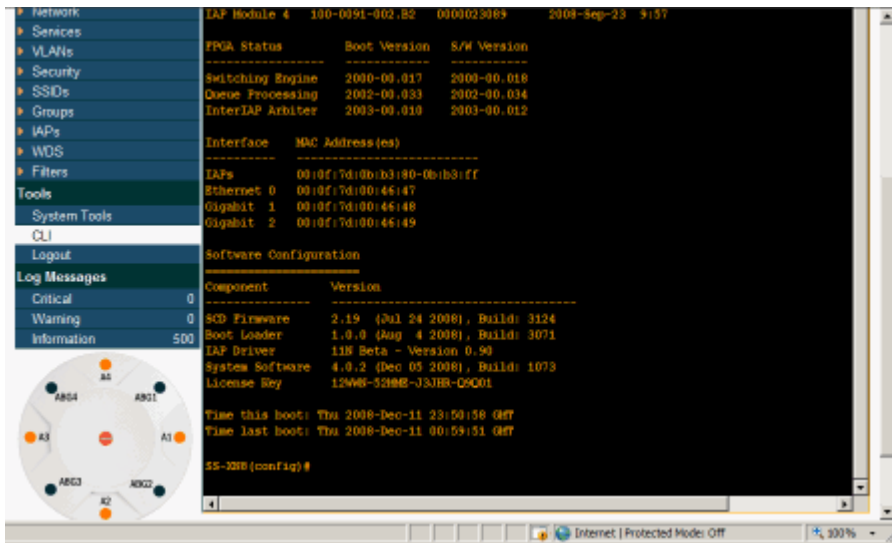 Network
Services
VLANs
Security
SSIDs
Groups
IAPs
WDS
Filters
Tools
System Tools
CLI
Logout
Log Messages
Critical 0
Warning 0
Information 500
A4
ABG4 ABG1
A3 A1
ABG3 ABG2
A2
IAP Module 4 100-0091-002.B2 0000023089 2008-Sep-23 9:57
FPGA Status Boot Version S/W Version
Switching Engine 2000-00.017 2000-00.018
Queue Processing 2002-00.033 2002-00.034
InterIAP Arbiter 2003-00.010 2003-00.012
Interface MAC Address(es)
IAPs 00:0f:7d:0b:b3:80-0b:b3:ff
Ethernet 0 00:0f:7d:00:46:47
Gigabit 1 00:0f:7d:00:46:48
Gigabit 2 00:0f:7d:00:46:49
Software Configuration
Component Version
SCD Firmware 2.19 (Jul 24 2008), Build: 3124
Boot Loader 1.0.0 (Aug 4 2008), Build: 3071
IAP Driver 11N Beta - Version 0.90
System Software 4.0.2 (Dec 05 2008), Build: 1073
License Key
Time this boot: Thu 2008-Dec-11 23:50:58 GMT
Time last boot: Thu 2008-Dec-11 00:59:51 GMT
(config)#
Internet | Protected Mode: Off 100%